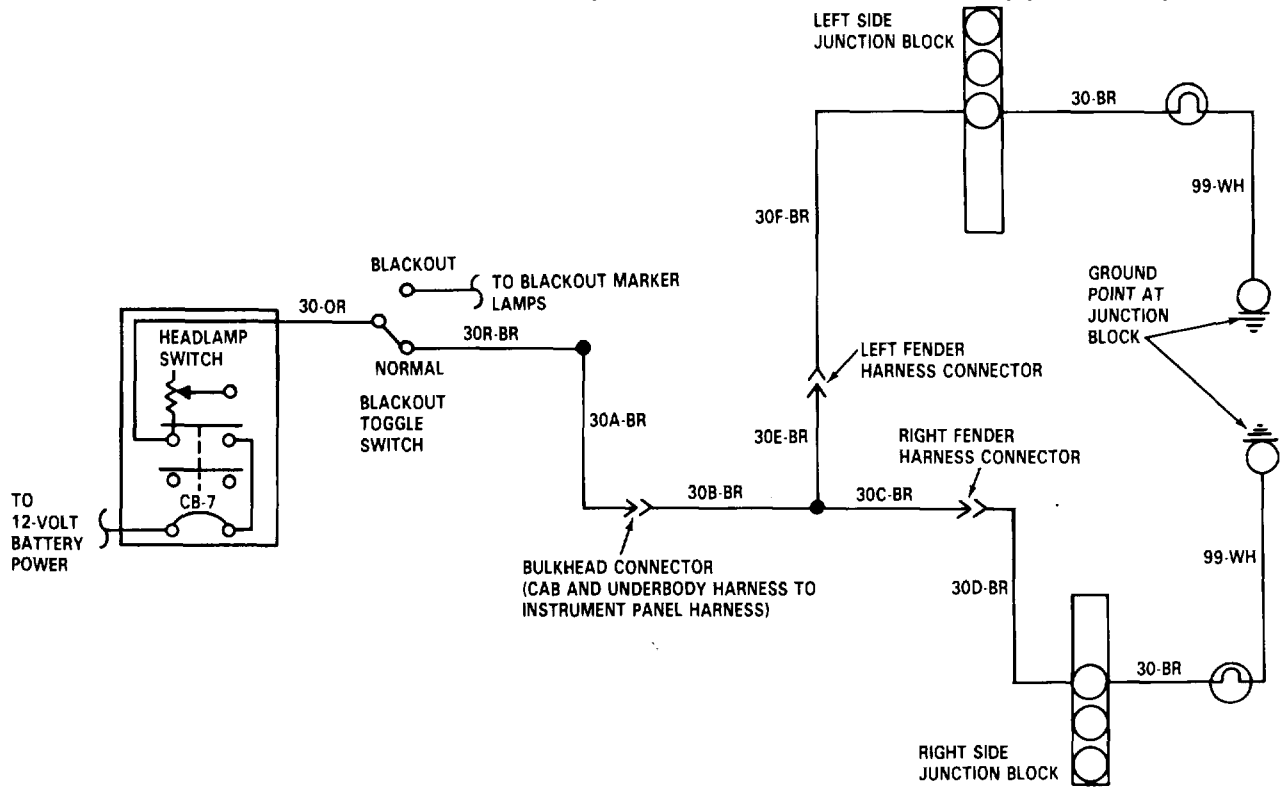 LEFT SIDE
JUNCTION BLOCK
30-BR
99-WH
30F-BR
BLACKOUT
TO BLACKOUT MARKER
LAMPS
GROUND
POINT AT
JUNCTION
BLOCK
30-OR
HEADLAMP
SWITCH
30R-BR
NORMAL
LEFT FENDER
HARNESS CONNECTOR
BLACKOUT
TOGGLE
SWITCH
30A-BR
30E-BR
RIGHT FENDER
HARNESS CONNECTOR
CB-7
TO
12-VOLT
BATTERY
POWER
30B-BR
30C-BR
BULKHEAD CONNECTOR
(CAB AND UNDERBODY HARNESS TO
INSTRUMENT PANEL HARNESS)
99-WH
30D-BR
30-BR
RIGHT SIDE
JUNCTION BLOCK